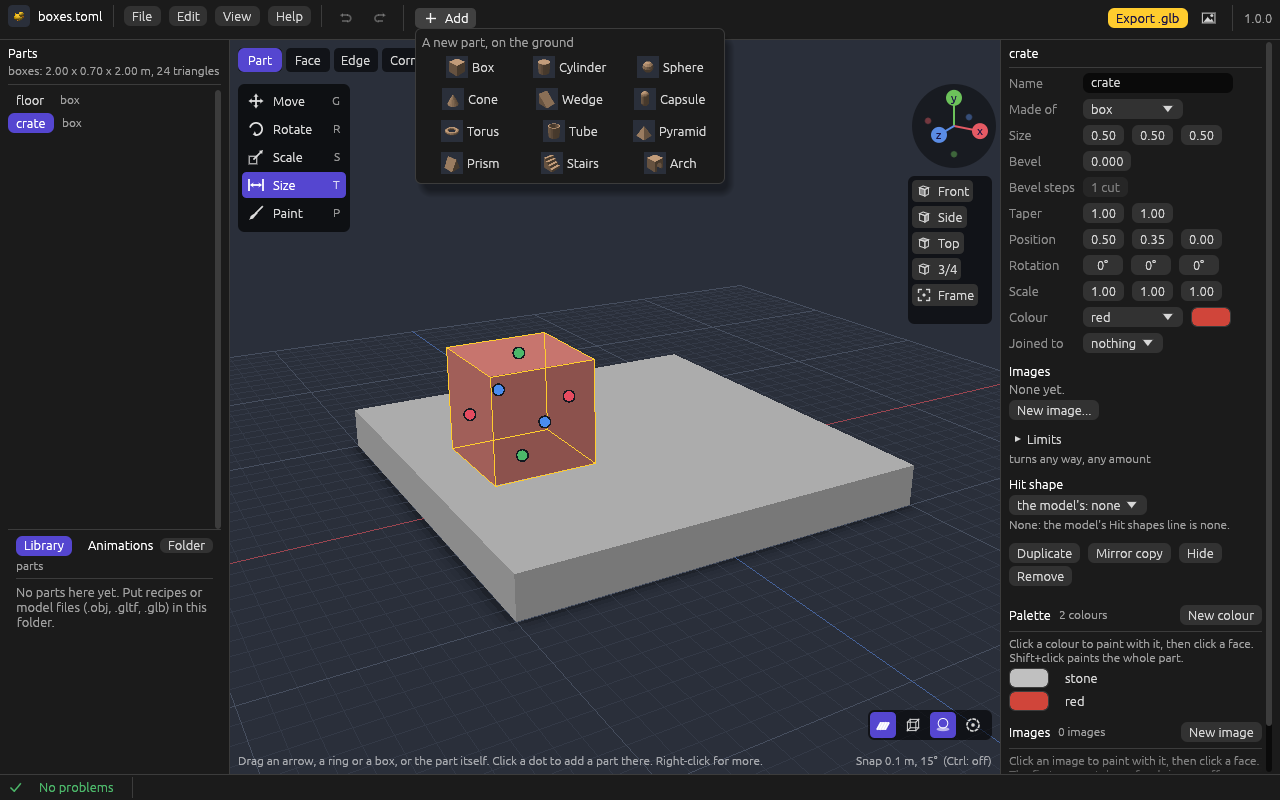 boxes.toml File Edit View Help + Add Export .glb 1.0.0
Parts
boxes: 2.00 x 0.70 x 2.00 m, 24 triangles
floor box
crate box
Library Animations Folder
parts
No parts here yet. Put recipes or
model files (.obj, .gltf, .glb) in this
folder.
Part Face Edge Corr
Move G
Rotate R
Scale S
Size T
Paint P
A new part, on the ground
Box Cylinder Sphere
Cone Wedge Capsule
Torus Tube Pyramid
Prism Stairs Arch
y
x
z
Front
Side
Top
3/4
Frame
Drag an arrow, a ring or a box, or the part itself. Click a dot to add a part there. Right-click for more.
Snap 0.1 m, 15° (Ctrl: off)
crate
Name crate
Made of box
Size 0.50 0.50 0.50
Bevel 0.000
Bevel steps 1 cut
Taper 1.00 1.00
Position 0.50 0.35 0.00
Rotation 0° 0° 0°
Scale 1.00 1.00 1.00
Colour red
Joined to nothing
Images
None yet.
New image...
Limits
turns any way, any amount
Hit shape
the model's: none
None: the model's Hit shapes line is none.
Duplicate Mirror copy Hide
Remove
Palette 2 colours New colour
Click a colour to paint with it, then click a face.
Shift+click paints the whole part.
stone
red
Images 0 images New image
Click an image to paint with it, then click a face.
No problems